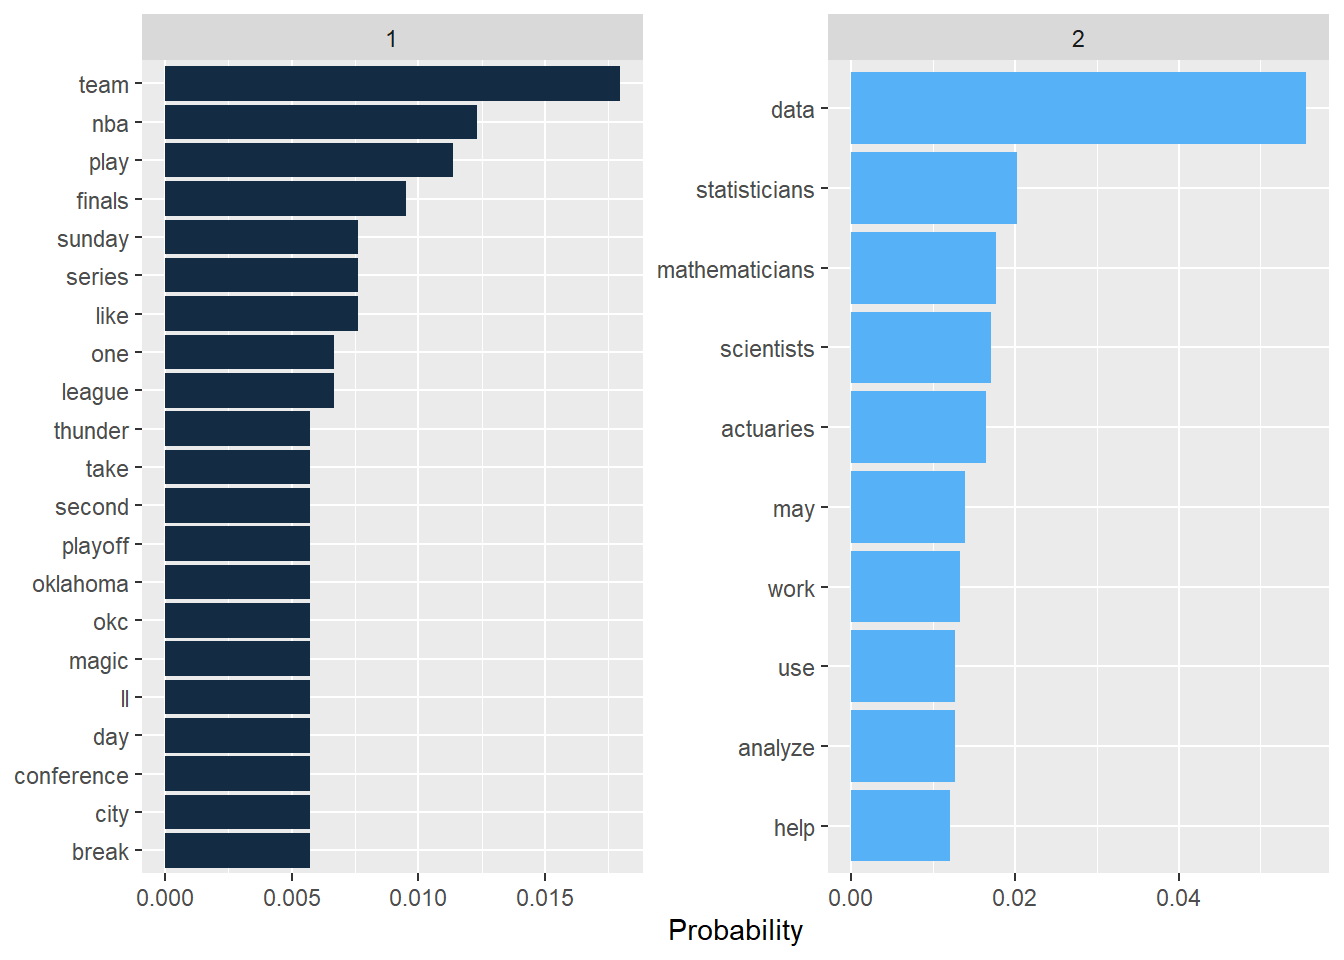 1
team
nba
play
finals
sunday
series
like
one
league
thunder
take
second
playoff
oklahoma
okc
magic
ll
day
conference
city
break
0.000 0.005 0.010 0.015
2
data
statisticians
mathematicians
scientists
actuaries
may
work
use
analyze
help
0.00 0.02 0.04
Probability